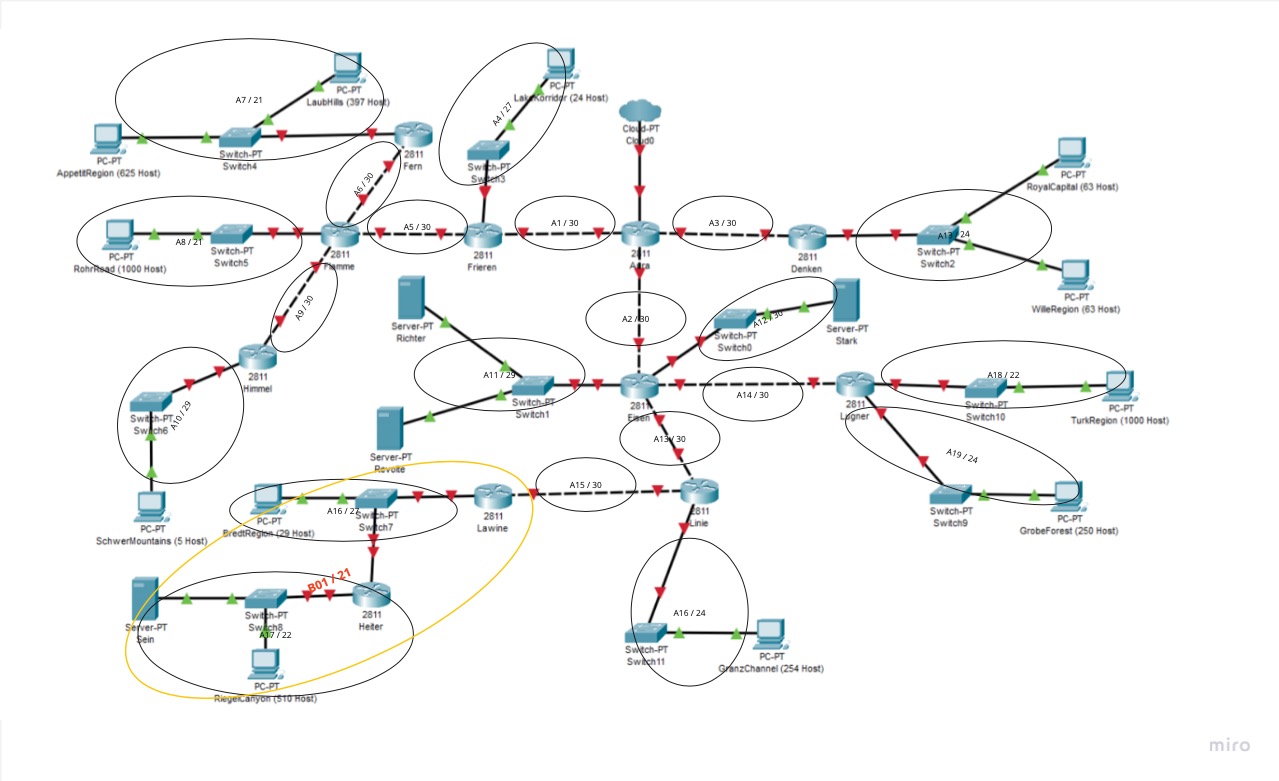 PC-PT
LaubHills (397 Host)
A7 / 21
PC-PT
AppetitRegion (625 Host)
Switch-PT
Switch4
2811
Fern
PC-PT
LakeKorridor (24 Host)
A4 / 27
Switch-PT
Switch3
Cloud-PT
Cloud0
PC-PT
RoyalCapital (63 Host)
A6 / 30
A8 / 21
PC-PT
RohrRoad (1000 Host)
Switch-PT
Switch5
2811
Flamme
A5 / 30
2811
Frieren
A1 / 30
2811
Aura
A3 / 30
2811
Denken
A13 / 24
Switch-PT
Switch2
PC-PT
WilleRegion (63 Host)
A9 / 30
Server-PT
Richter
A2 / 30
Switch-PT
Switch0
A12 / 30
Server-PT
Stark
2811
Himmel
A11 / 29
Switch-PT
Switch1
2811
Eisen
A14 / 30
2811
Lugner
A18 / 22
Switch-PT
Switch10
PC-PT
TurkRegion (1000 Host)
Switch-PT
Switch6
A10 / 29
Server-PT
Revolte
A13 / 30
A19 / 24
Switch-PT
Switch9
PC-PT
GrobeForest (250 Host)
PC-PT
SchwerMountains (5 Host)
PC-PT
BredtRegion (29 Host)
A16 / 27
Switch-PT
Switch7
2811
Lawine
A15 / 30
2811
Linie
B01 / 21
Server-PT
Sein
Switch-PT
Switch8
A17 / 22
2811
Heiter
PC-PT
RiegelCanyon (510 Host)
A16 / 24
Switch-PT
Switch11
PC-PT
GranzChannel (254 Host)
miro